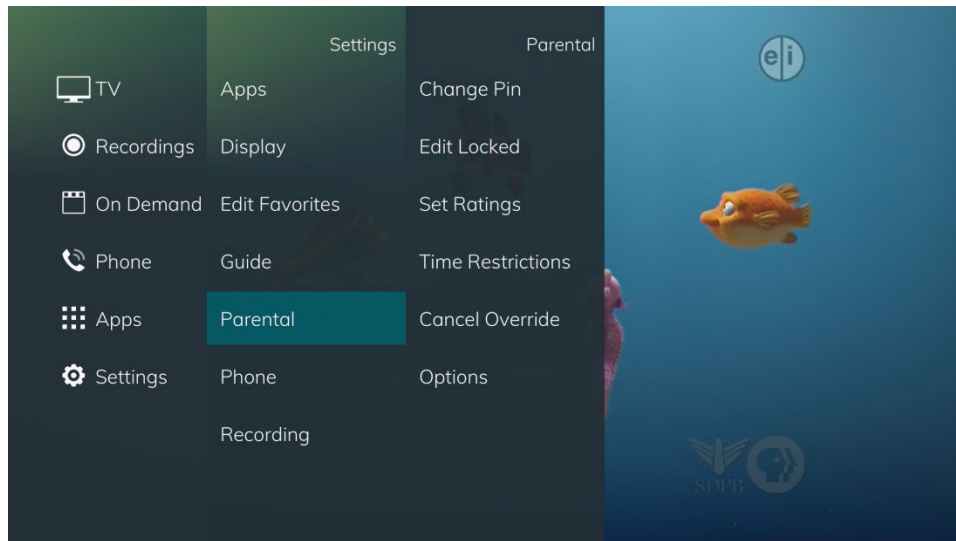 Settings
Parental
TV
Apps
Change Pin
Recordings
Display
Edit Locked
On Demand
Edit Favorites
Set Ratings
Phone
Guide
Time Restrictions
Apps
Parental
Cancel Override
Settings
Phone
Options
Recording
e|i
SDPB